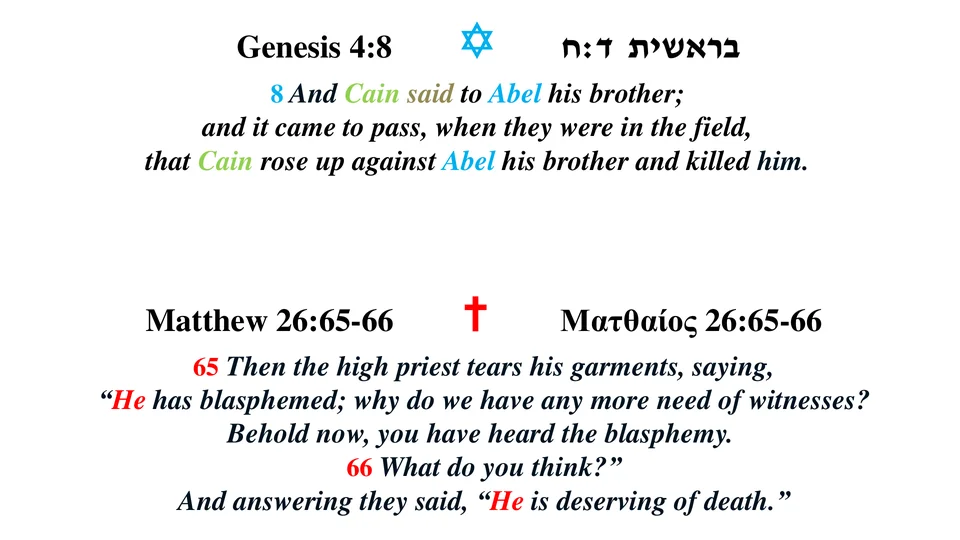 Genesis 4:8 ✡ בראשית ד:ח
8 And Cain said to Abel his brother;
and it came to pass, when they were in the field,
that Cain rose up against Abel his brother and killed him.
Matthew 26:65-66 ✝ Ματθαίος 26:65-66
65 Then the high priest tears his garments, saying,
“He has blasphemed; why do we have any more need of witnesses?
Behold now, you have heard the blasphemy.
66 What do you think?”
And answering they said, “He is deserving of death.”